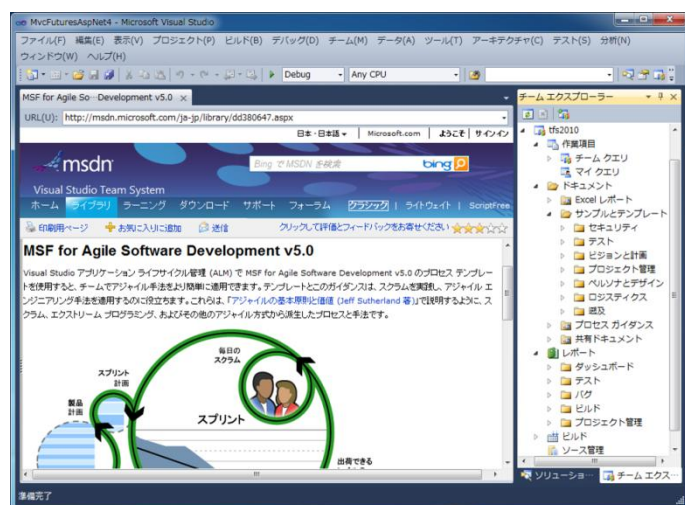 MvcFuturesAspNet4 - Microsoft Visual Studio
ファイル(F) 編集(E) 表示(V) プロジェクト(P) ビルド(B) デバッグ(D) チーム(M) データ(A) ツール(T) アーキテクチャ(C) テスト(S) 分析(N)
ウィンドウ(W) ヘルプ(H)
Debug Any CPU
MSF for Agile So…Development v5.0
URL(U): http://msdn.microsoft.com/ja-jp/library/dd380647.aspx
日本 - 日本語 Microsoft.com ようこそ サインイン
msdn
Bing で MSDN を検索 bing
Visual Studio Team System
ホーム ライブラリ ラーニング ダウンロード サポート フォーラム クラシック | ライトウェイト | ScriptFree
印刷用ページ お気に入りに追加 送信 クリックして評価とフィードバックをお寄せください
MSF for Agile Software Development v5.0
Visual Studio アプリケーション ライフサイクル管理 (ALM) で MSF for Agile Software Development v5.0 のプロセス テンプレー
トを使用すると、チームでアジャイル手法をより簡単に適用できます。テンプレートとこのガイダンスは、スクラムを実践し、アジャイル エ
ンジニアリング手法を適用するのに役立ちます。これらは、「アジャイルの基本原則と価値 (Jeff Sutherland 著)」で説明するように、ス
クラム、エクストリーム プログラミング、およびその他のアジャイル方式から派生したプロセスと手法です。
毎日の
スクラム
スプリント
計画
製品
計画
スプリント
出荷できる
準備完了
チーム エクスプローラー
tfs2010
作業項目
チーム クエリ
マイ クエリ
ドキュメント
Excel レポート
サンプルとテンプレート
セキュリティ
テスト
ビジョンと計画
プロジェクト管理
ペルソナとデザイン
ロジスティクス
遡及
プロセス ガイダンス
共有ドキュメント
レポート
ダッシュボード
テスト
バグ
ビルド
プロジェクト管理
ビルド
ソース管理
ソリューショ… チーム エクス…